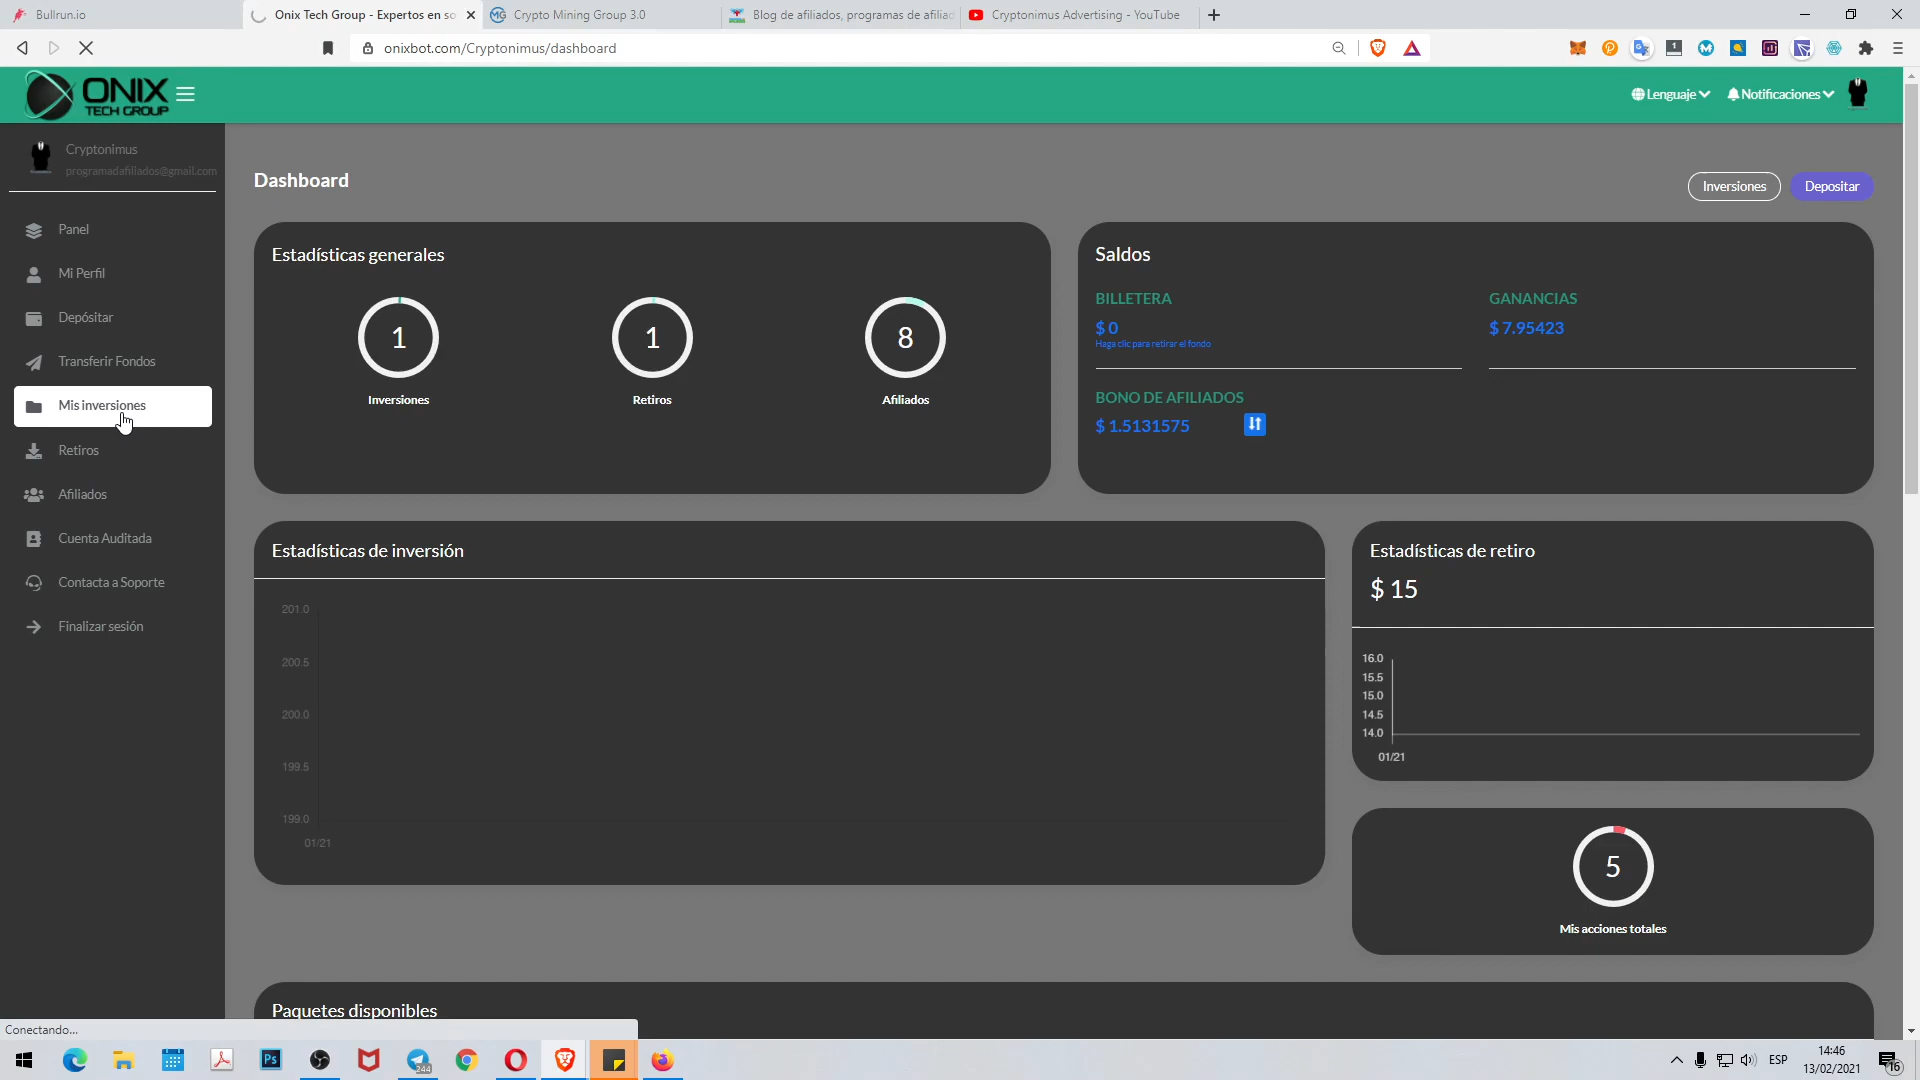 Bullrun.io
Onix Tech Group - Expertos en so
Crypto Mining Group 3.0
Blog de afiliados, programas de afiliad
Cryptonimus Advertising - YouTube
onixbot.com/Cryptonimus/dashboard
ONIX
TECH GROUP
Lenguaje
Notificaciones
Cryptonimus
programadafiliados@gmail.com
Panel
Mi Perfil
Depósitar
Transferir Fondos
Mis inversiones
Retiros
Afiliados
Cuenta Auditada
Contacta a Soporte
Finalizar sesión
Dashboard
Inversiones
Depositar
Estadísticas generales
1
1
8
Inversiones
Retiros
Afiliados
Saldos
BILLETERA
$ 0
Haga clic para retirar el fondo
GANANCIAS
$ 7.95423
BONO DE AFILIADOS
$ 1.5131575
Estadísticas de inversión
201.0
200.5
200.0
199.5
199.0
01/21
Estadísticas de retiro
$ 15
16.0
15.5
15.0
14.5
14.0
01/21
5
Mis acciones totales
Paquetes disponibles
Conectando...
Ps
244
ESP
14:46
13/02/2021
16